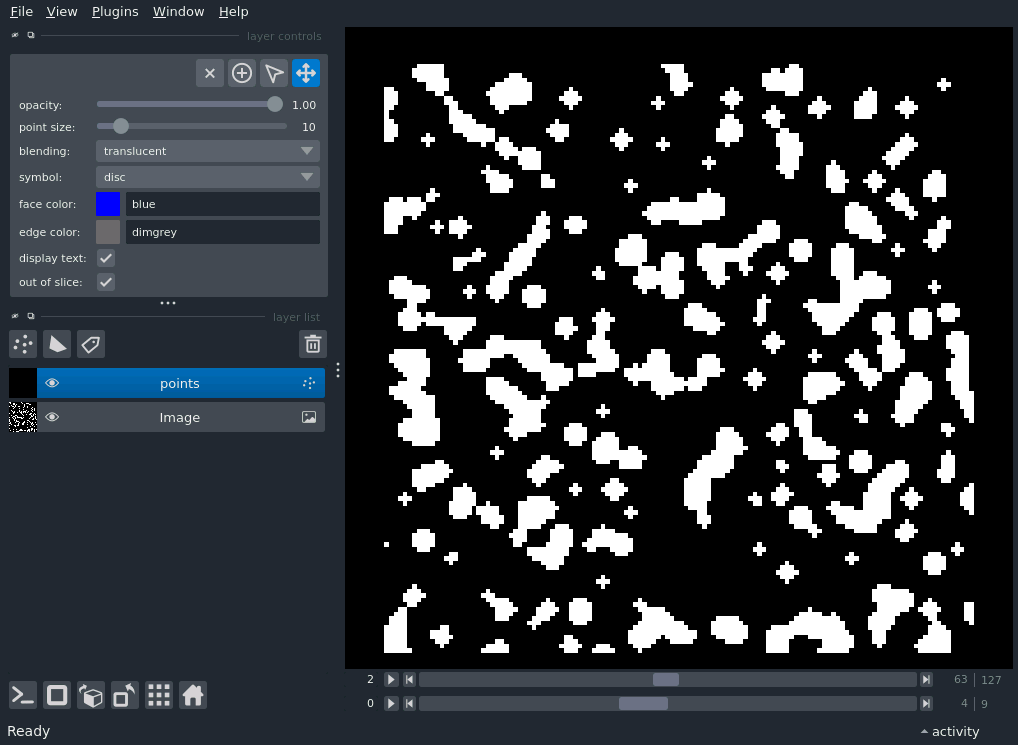 File View Plugins Window Help
layer controls
opacity: 1.00
point size: 10
blending: translucent
symbol: disc
face color: blue
edge color: dimgrey
display text:
out of slice:
layer list
points
Image
2 63 127
0 4 9
Ready activity